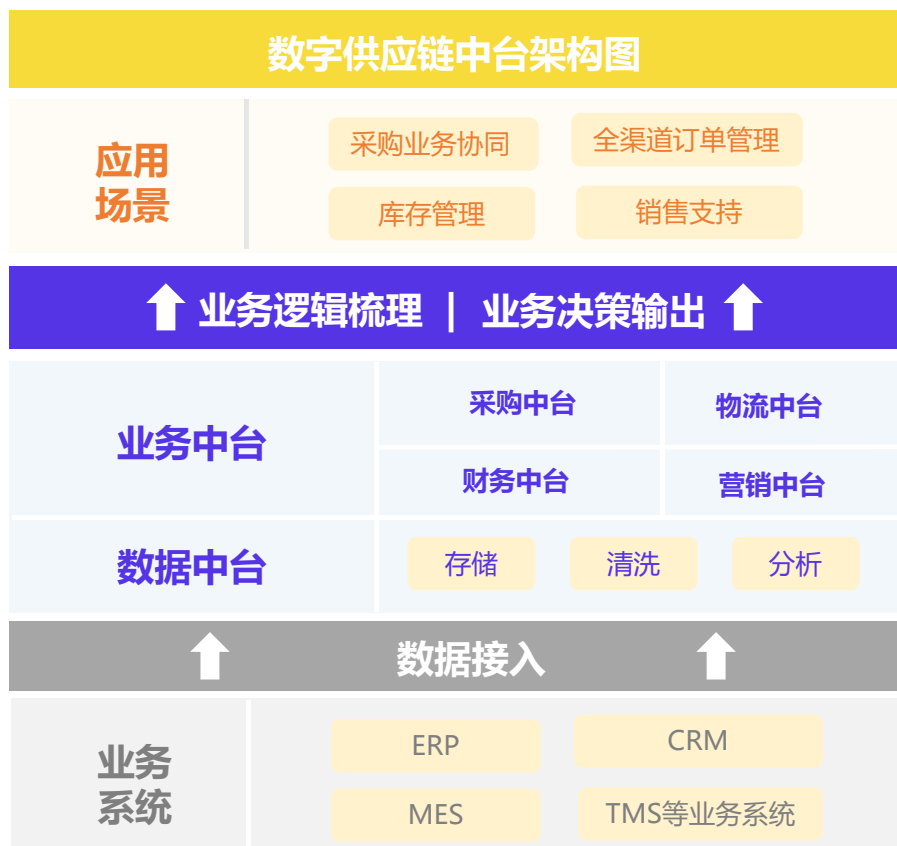 数字供应链中台架构图
应用
场景
采购业务协同
全渠道订单管理
库存管理
销售支持
业务逻辑梳理 | 业务决策输出
业务中台
采购中台
物流中台
财务中台
营销中台
数据中台
存储
清洗
分析
数据接入
业务
系统
ERP
CRM
MES
TMS等业务系统